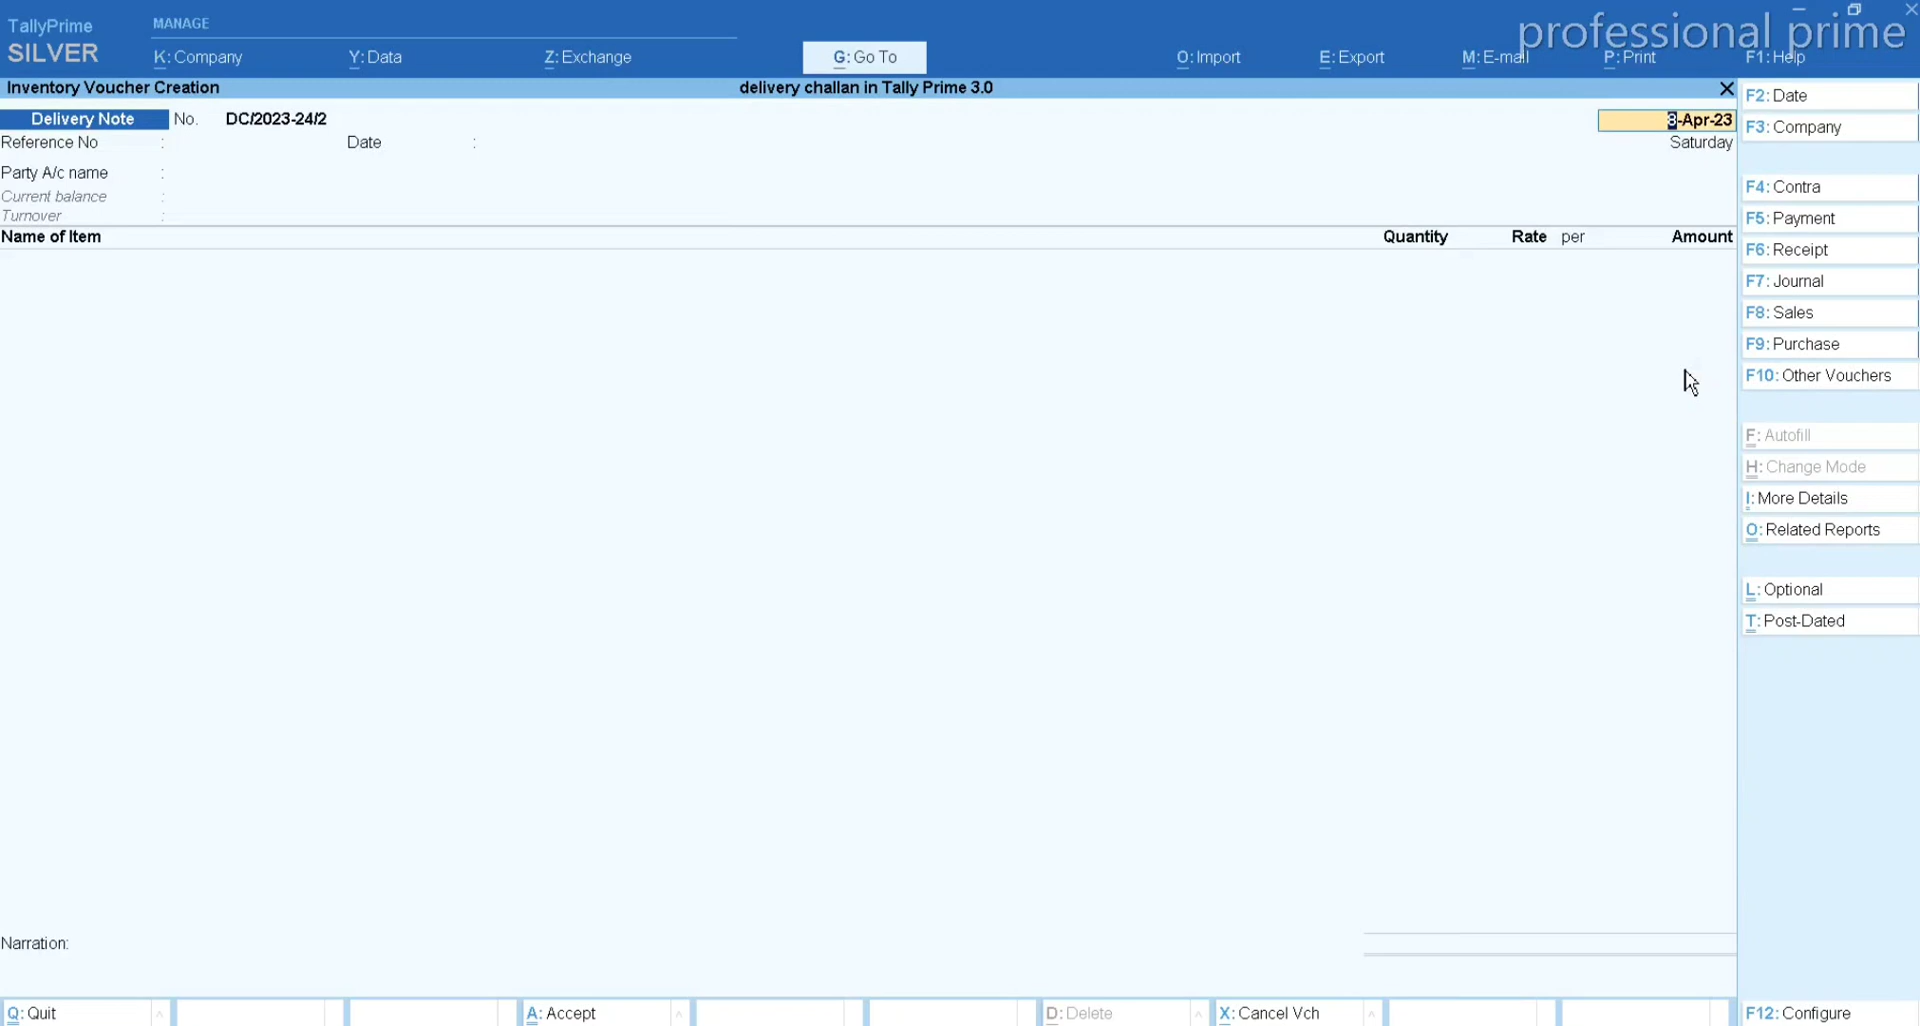 TallyPrime
MANAGE
professional prime
SILVER
K: Company
Y: Data
Z: Exchange
G: Go To
O: Import
E: Export
M: E-mail
P: Print
F1: Help
Inventory Voucher Creation
delivery challan in Tally Prime 3.0
Delivery Note No. DC/2023-24/2
8-Apr-23
Reference No : Date :
Saturday
Party A/c name :
Current balance :
Turnover :
Name of Item
Quantity Rate per Amount
F2: Date
F3: Company
F4: Contra
F5: Payment
F6: Receipt
F7: Journal
F8: Sales
F9: Purchase
F10: Other Vouchers
F: Autofill
H: Change Mode
I: More Details
O: Related Reports
L: Optional
T: Post-Dated
Narration:
Q: Quit
A: Accept
D: Delete
X: Cancel Vch
F12: Configure